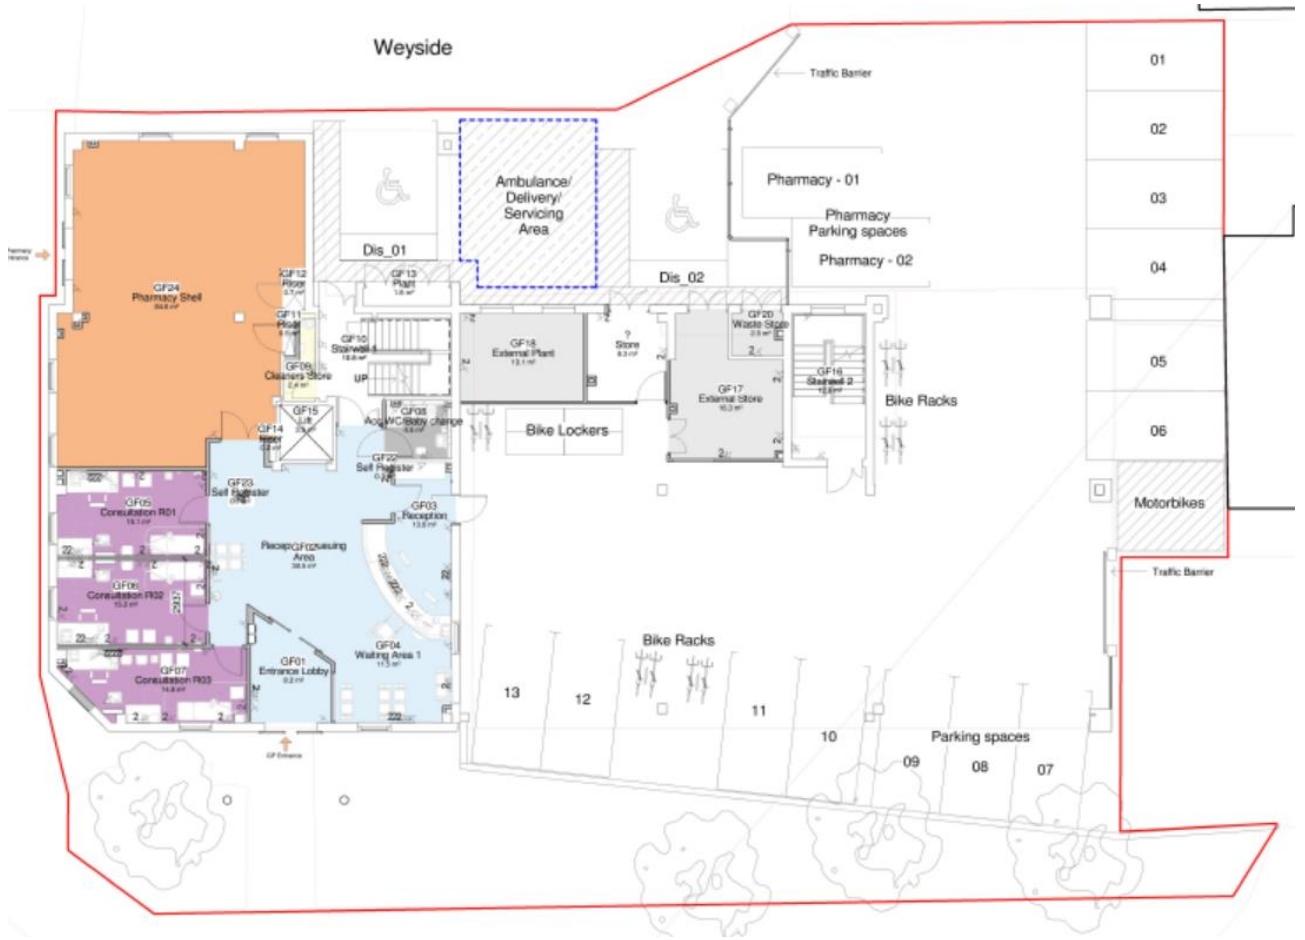 Weyside
Traffic Barrier
01
02
03
04
05
06
Motorbikes
Traffic Barrier
Pharmacy - 01
Pharmacy
Parking spaces
Pharmacy - 02
Ambulance/
Delivery/
Servicing
Area
Dis_01
Dis_02
GF24
Pharmacy Shell
GF12
Riser
GF13
Plant
GF11
Riser
GF10
Stairwell 1
GF09
Cleaners Store
UP
GF15
Lift
GF14
Riser
GF08
Acc WC/Baby change
GF18
External Plant
?
Store
GF20
Waste Store
GF17
External Store
GF16
Stairwell 2
Bike Racks
Bike Lockers
GF22
Self Register
GF23
Self Register
GF03
Reception
GF02
Area
GF05
Consultation R01
GF06
Consultation R02
GF07
Consultation R03
GF01
Entrance Lobby
GF04
Waiting Area 1
GP Entrance
Bike Racks
13
12
11
10
09
08
07
Parking spaces